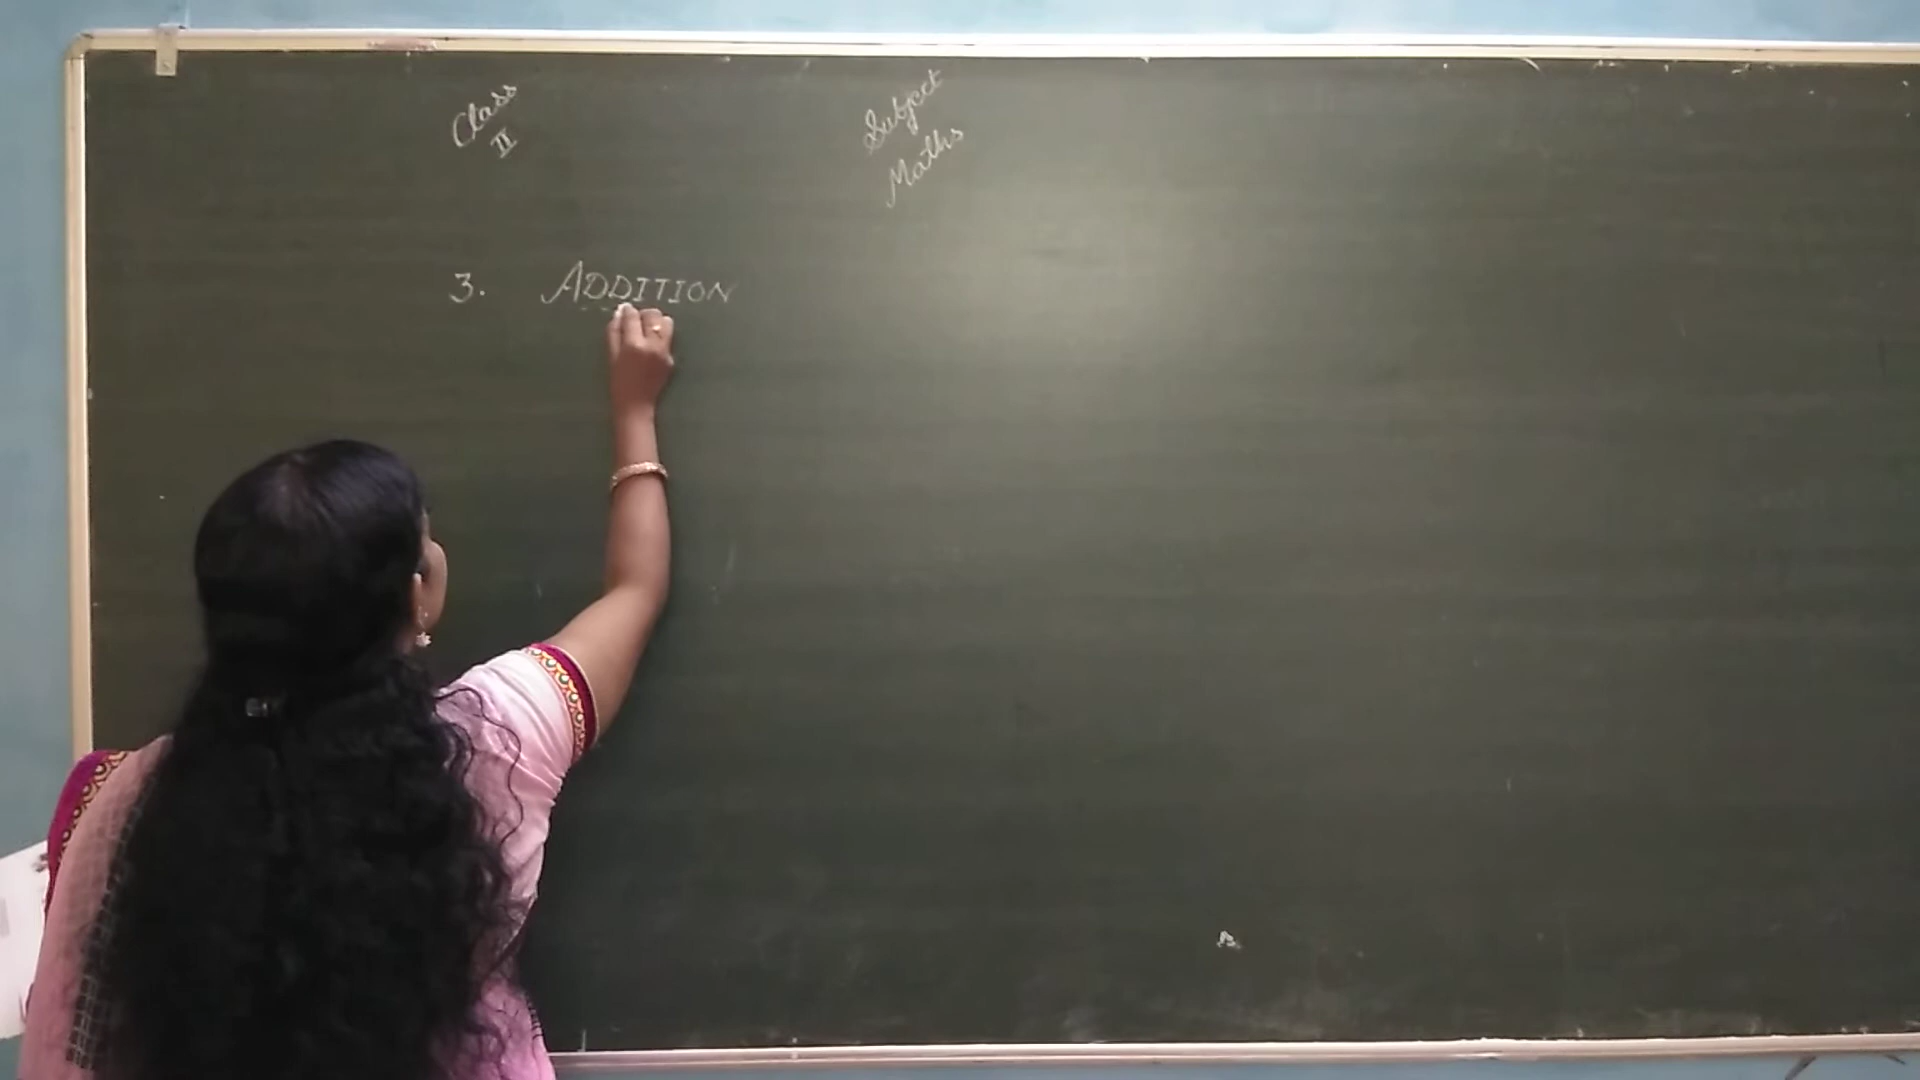 Class
II
Subject
Maths
3. ADDITION